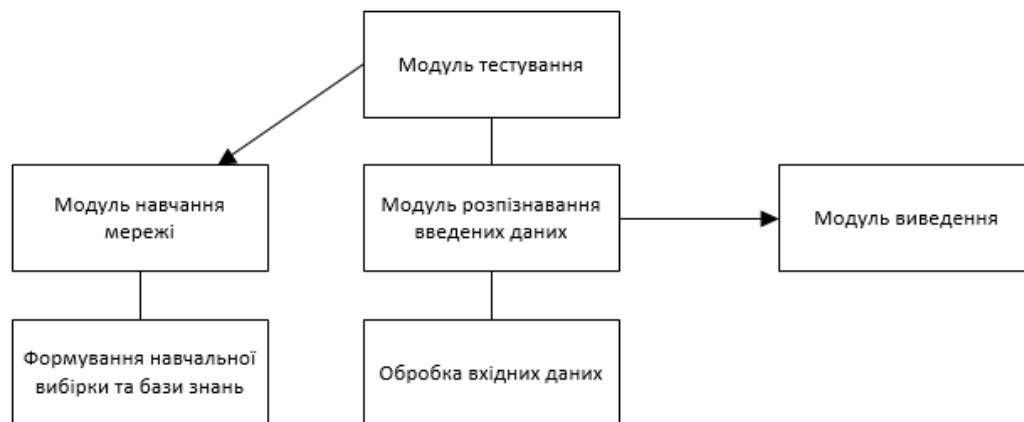 Модуль тестування
Модуль навчання
мережі
Модуль розпізнавання
введених даних
Модуль виведення
Формування навчальної
вибірки та бази знань
Обробка вхідних даних